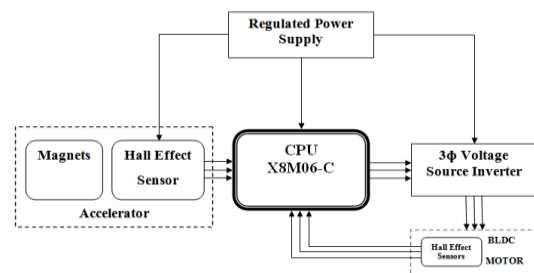 Regulated Power
Supply
Magnets
Hall Effect
Sensor
Accelerator
CPU
X8M06-C
3ϕ Voltage
Source Inverter
Hall Effect
Sensors
BLDC
MOTOR